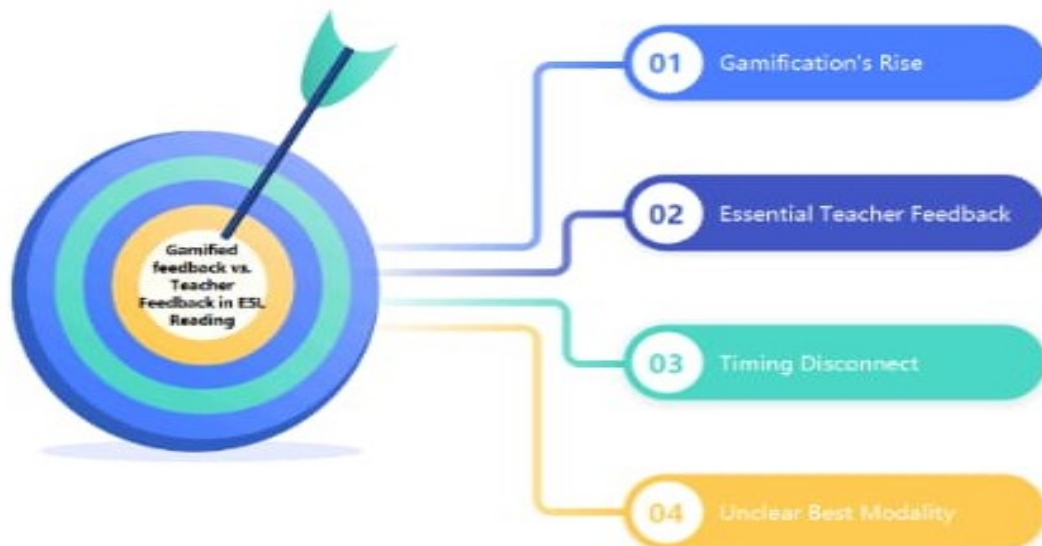 Gamified
feedback vs.
Teacher
Feedback in ESL
Reading
01 Gamification's Rise
02 Essential Teacher Feedback
03 Timing Disconnect
04 Unclear Best Modality